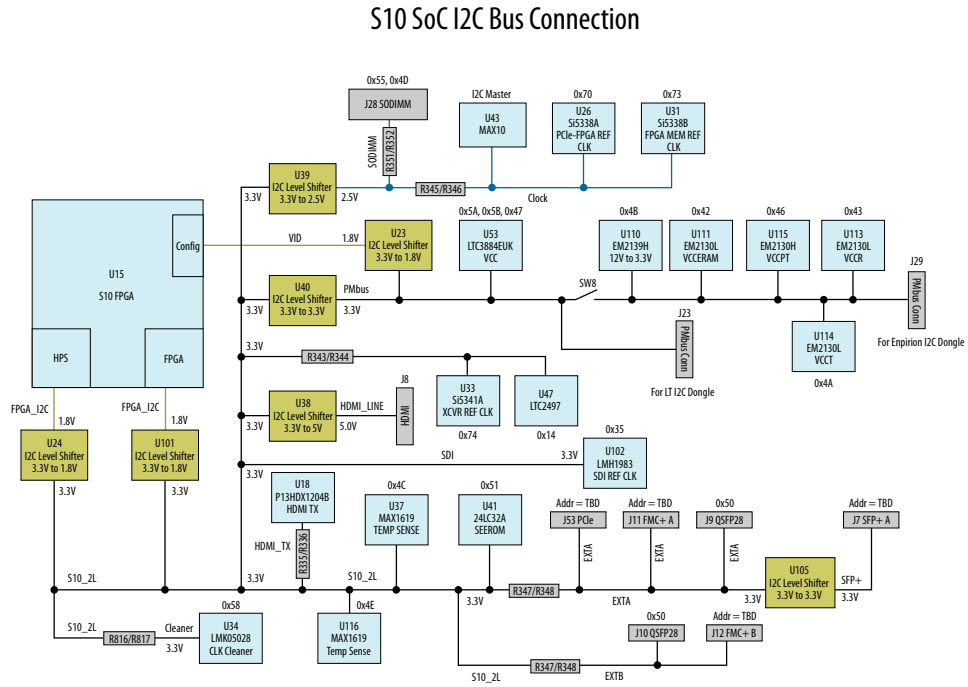 S10 SoC I2C Bus Connection
0x55, 0x4D
J28 SODIMM
SODIMM
R351/R352
I2C Master
U43
MAX10
0x70
U26
Si5338A
PCIe-FPGA REF
CLK
0x73
U31
Si5338B
FPGA MEM REF
CLK
U39
I2C Level Shifter
3.3V to 2.5V
3.3V
2.5V
R345/R346
Clock
U15
S10 FPGA
Config
HPS
FPGA
VID
1.8V
U23
I2C Level Shifter
3.3V to 1.8V
0x5A, 0x5B, 0x47
U53
LTC3884EUK
VCC
0x4B
U110
EM2139H
12V to 3.3V
0x42
U111
EM2130L
VCCERAM
0x46
U115
EM2130H
VCCPT
0x43
U113
EM2130L
VCCR
J29
PMbus Conn
For Enpirion I2C Dongle
U40
I2C Level Shifter
3.3V to 3.3V
3.3V
PMbus
3.3V
SW8
J23
PMbus Conn
For LT I2C Dongle
U114
EM2130L
VCCT
0x4A
3.3V
R343/R344
U33
Si5341A
XCVR REF CLK
0x74
U47
LTC2497
0x14
U38
I2C Level Shifter
3.3V to 5V
3.3V
HDMI_LINE
5.0V
J8
HDMI
FPGA_I2C
1.8V
FPGA_I2C
1.8V
U24
I2C Level Shifter
3.3V to 1.8V
3.3V
U101
I2C Level Shifter
3.3V to 1.8V
3.3V
3.3V
SDI
3.3V
0x35
U102
LMH1983
SDI REF CLK
U18
P13HDX1204B
HDMI TX
HDMI_TX
R335/R336
0x4C
U37
MAX1619
TEMP SENSE
0x51
U41
24LC32A
SEEROM
Addr = TBD
J53 PCIe
EXTA
Addr = TBD
J11 FMC+ A
EXTA
0x50
J9 QSFP28
EXTA
Addr = TBD
J7 SFP+ A
U105
I2C Level Shifter
3.3V to 3.3V
SFP+
3.3V
3.3V
S10_2L
3.3V
S10_2L
3.3V
R347/R348
EXTA
S10_2L
R816/R817
Cleaner
3.3V
0x58
U34
LMK05028
CLK Cleaner
0x4E
U116
MAX1619
Temp Sense
S10_2L
R347/R348
EXTB
0x50
J10 QSFP28
Addr = TBD
J12 FMC+ B